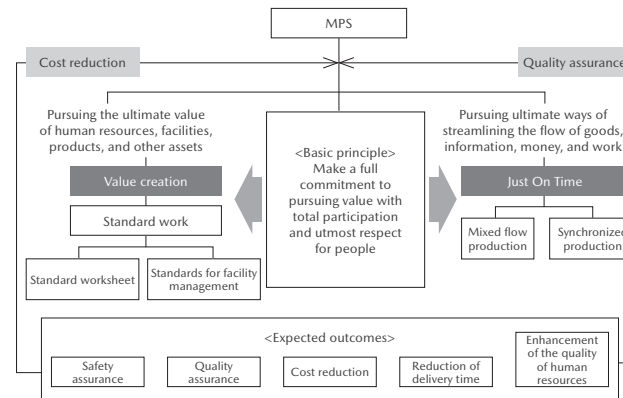 MPS
Cost reduction
Quality assurance
Pursuing the ultimate value
of human resources, facilities,
products, and other assets
Pursuing ultimate ways of
streamlining the flow of goods,
information, money, and work
<Basic principle>
Make a full
commitment to
pursuing value with
total participation
and utmost respect
for people
Value creation
Just On Time
Standard work
Mixed flow
production
Synchronized
production
Standard worksheet
Standards for facility
management
<Expected outcomes>
Safety
assurance
Quality
assurance
Cost reduction
Reduction of
delivery time
Enhancement
of the quality
of human
resources